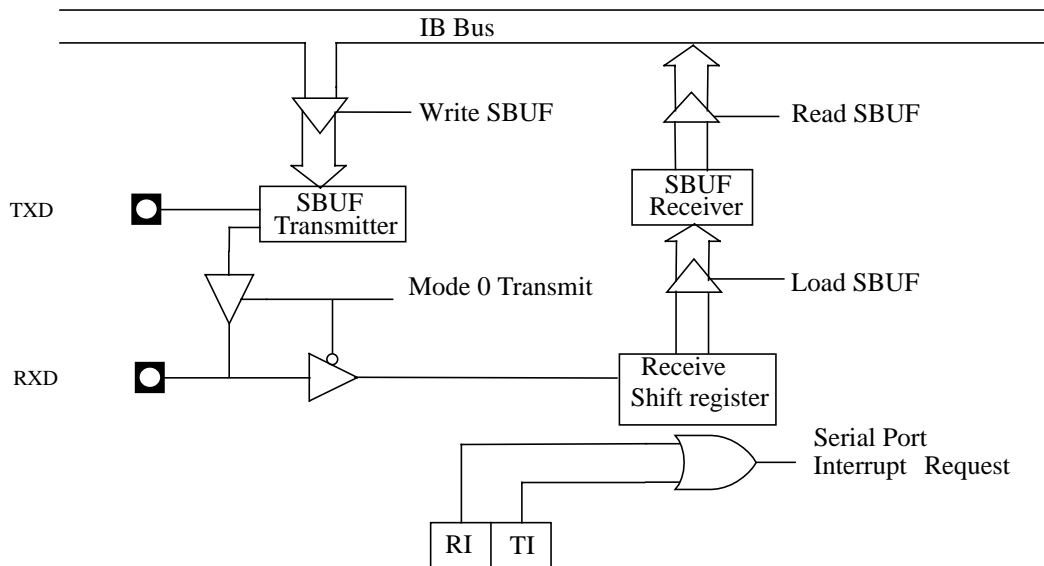 IB Bus
Write SBUF
Read SBUF
TXD
SBUF
Transmitter
SBUF
Receiver
Mode 0 Transmit
Load SBUF
RXD
Receive
Shift register
Serial Port
Interrupt Request
RI
TI